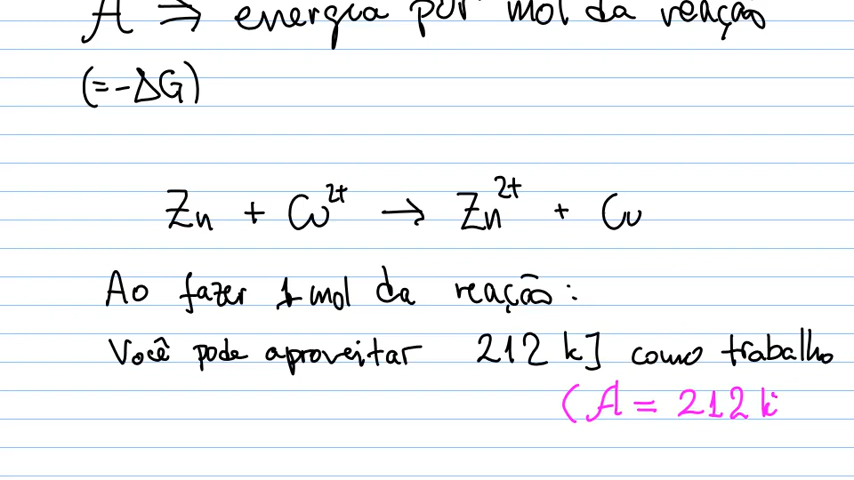 A ⇒ energia por mol da reação
(=-ΔG)
Zn + Cu²⁺ → Zn²⁺ + Cu
Ao fazer 1 mol da reação:
Você pode aproveitar 212 kJ como trabalho
(A = 212 k